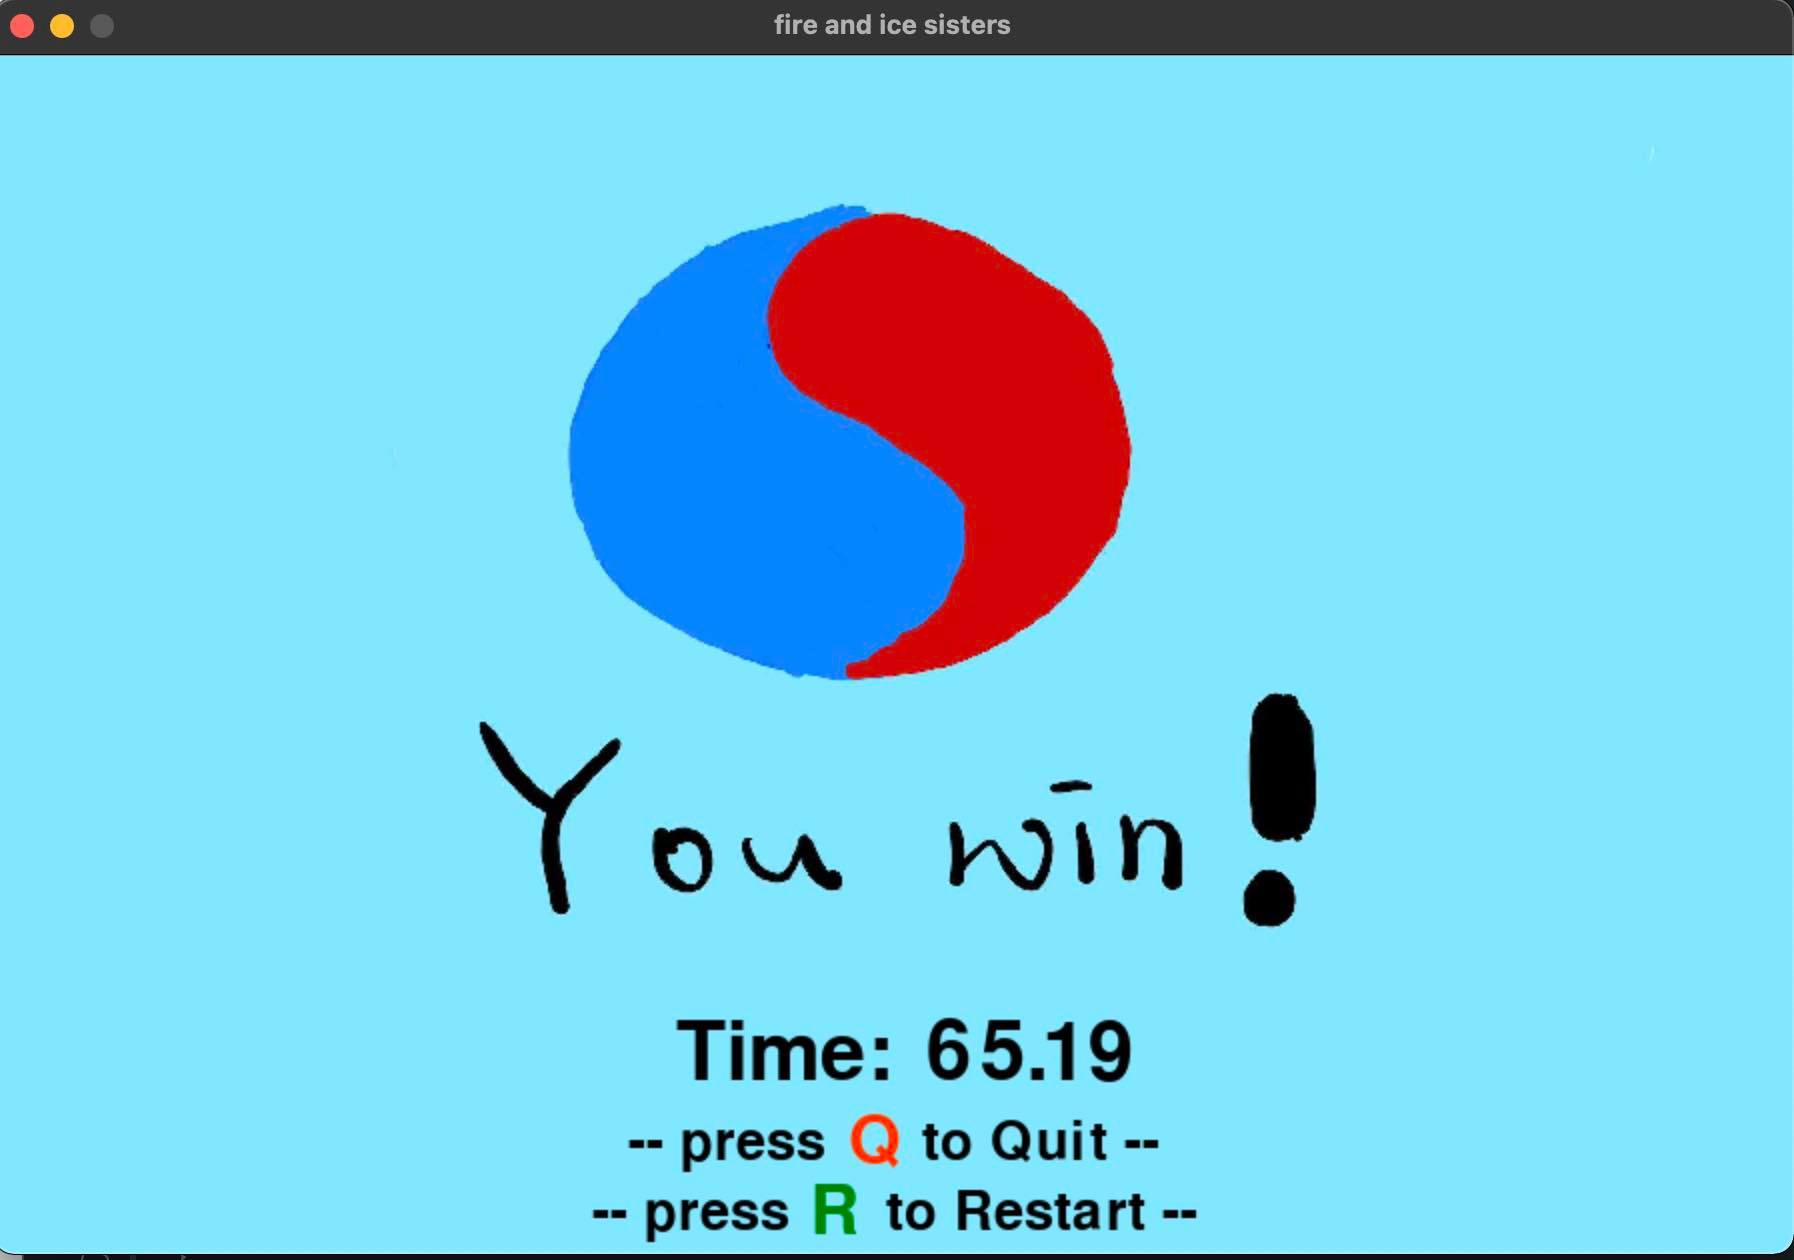 fire and ice sisters
You win!
Time: 65.19
-- press Q to Quit --
-- press R to Restart --